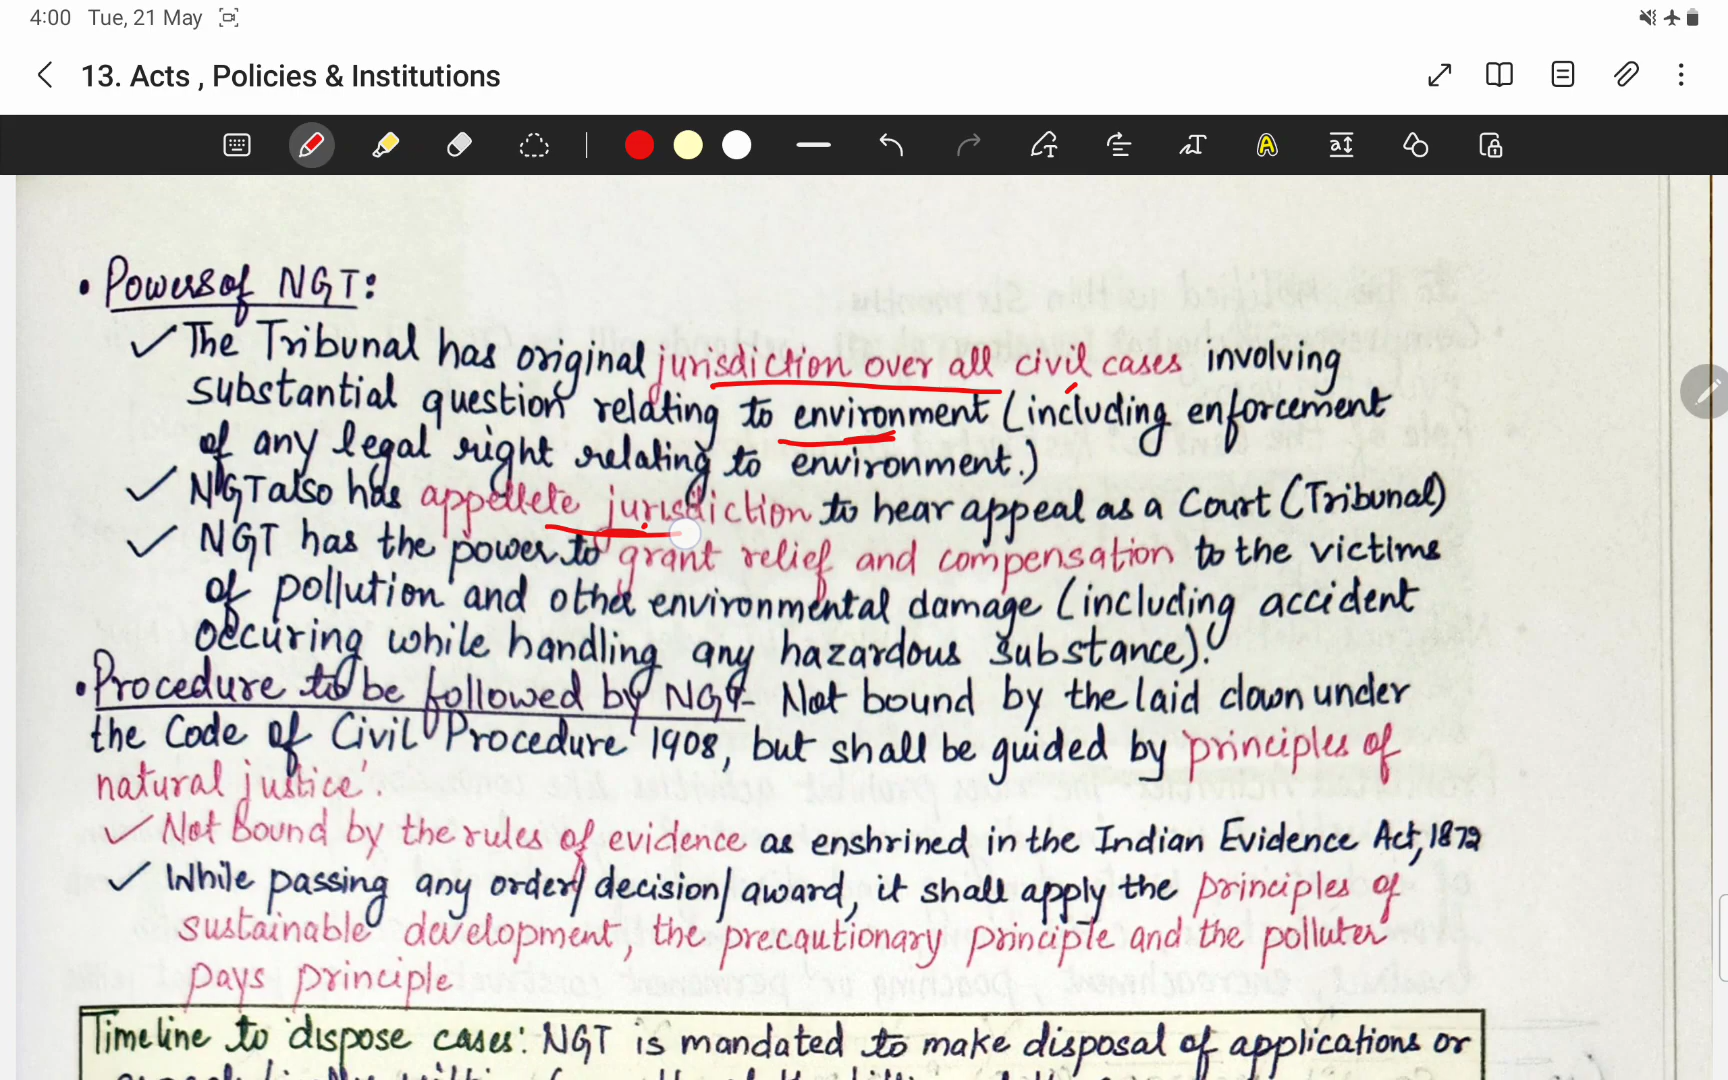 4:00 Tue, 21 May
13. Acts , Policies & Institutions
• Powers of NGT:
✓ The Tribunal has original jurisdiction over all civil cases involving
substantial question relating to environment (including enforcement
of any legal right relating to environment.)
✓ NGT also has appellete jurisdiction to hear appeal as a Court (Tribunal)
✓ NGT has the power to grant relief and compensation to the victims
of pollution and other environmental damage (including accident
occuring while handling any hazardous substance).
• Procedure to be followed by NGT- Not bound by the laid down under
the Code of Civil Procedure 1908, but shall be guided by 'principles of
natural justice'.
✓ Not bound by the rules of evidence as enshrined in the Indian Evidence Act, 1872
✓ While passing any order/decision/award, it shall apply the principles of
sustainable development, the precautionary principle and the polluter
pays principle
Timeline to dispose cases: NGT is mandated to make disposal of applications or